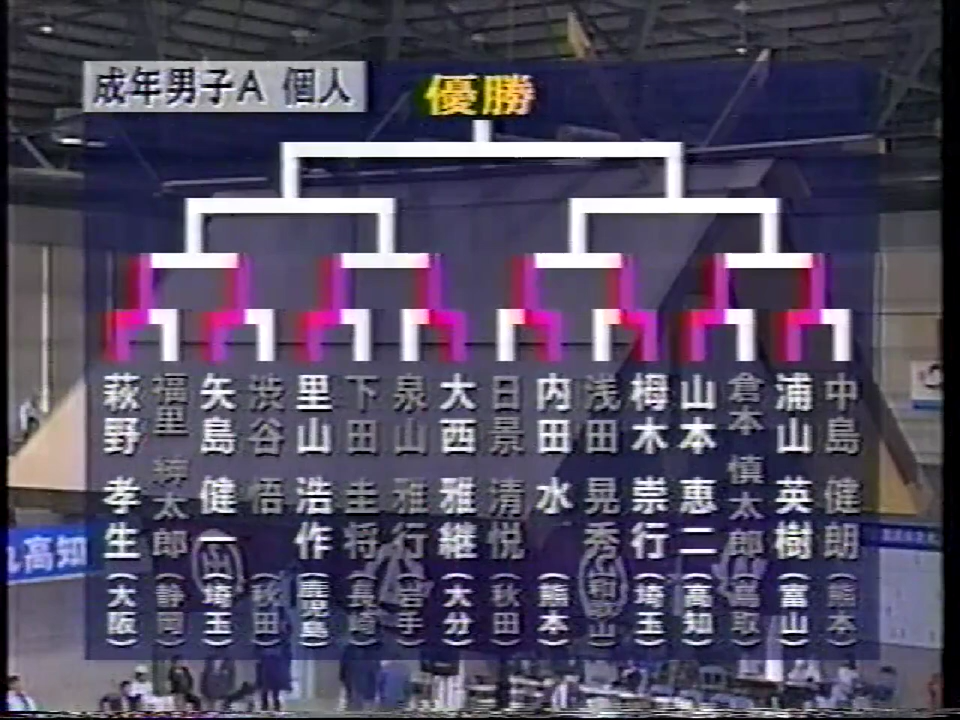 成年男子A 個人
優勝
萩野 孝生 (大阪)
福里 太郎 (静岡)
矢島 健一 (埼玉)
渋谷 悟 (秋田)
里山 浩作 (鹿児島)
下田 圭将 (長崎)
泉山 雅行 (岩手)
大西 雅継 (大分)
日景 清悦 (秋田)
内田 水 (熊本)
浅田 晃秀 (和歌山)
栂木 崇行 (埼玉)
山本 恵二 (高知)
倉本 慎太郎 (鳥取)
浦山 英樹 (富山)
中島 健朗 (熊本)
高知